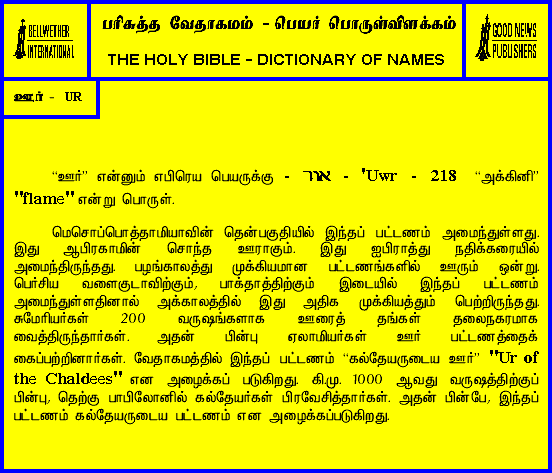 BELLWETHER
INTERNATIONAL
பரிசுத்த வேதாகமம் - பெயர் பொருள்விளக்கம்
THE HOLY BIBLE - DICTIONARY OF NAMES
GOOD NEWS
PUBLISHERS
ஊர் - UR
“ஊர்” என்னும் எபிரெய பெயருக்கு - אור - 'Uwr - 218 “அக்கினி”
"flame" என்று பொருள்.
மெசொப்பொத்தாமியாவின் தென்பகுதியில் இந்தப் பட்டணம் அமைந்துள்ளது.
இது ஆபிரகாமின் சொந்த ஊராகும். இது ஐபிராத்து நதிக்கரையில்
அமைந்திருந்தது. பழங்காலத்து முக்கியமான பட்டணங்களில் ஊரும் ஒன்று.
பெர்சிய வளைகுடாவிற்கும், பாக்தாத்திற்கும் இடையில் இந்தப் பட்டணம்
அமைந்துள்ளதினால் அக்காலத்தில் இது அதிக முக்கியத்தும் பெற்றிருந்தது.
சுமேரியர்கள் 200 வருஷங்களாக ஊரைத் தங்கள் தலைநகரமாக
வைத்திருந்தார்கள். அதன் பின்பு ஏலாமியர்கள் ஊர் பட்டணத்தைக்
கைப்பற்றினார்கள். வேதாகமத்தில் இந்தப் பட்டணம் “கல்தேயருடைய ஊர்” "Ur of
the Chaldees" என அழைக்கப் படுகிறது. கி.மு. 1000 ஆவது வருஷத்திற்குப்
பின்பு, தெற்கு பாபிலோனில் கல்தேயர்கள் பிரவேசித்தார்கள். அதன் பின்பே, இந்தப்
பட்டணம் கல்தேயருடைய பட்டணம் என அழைக்கப்படுகிறது.